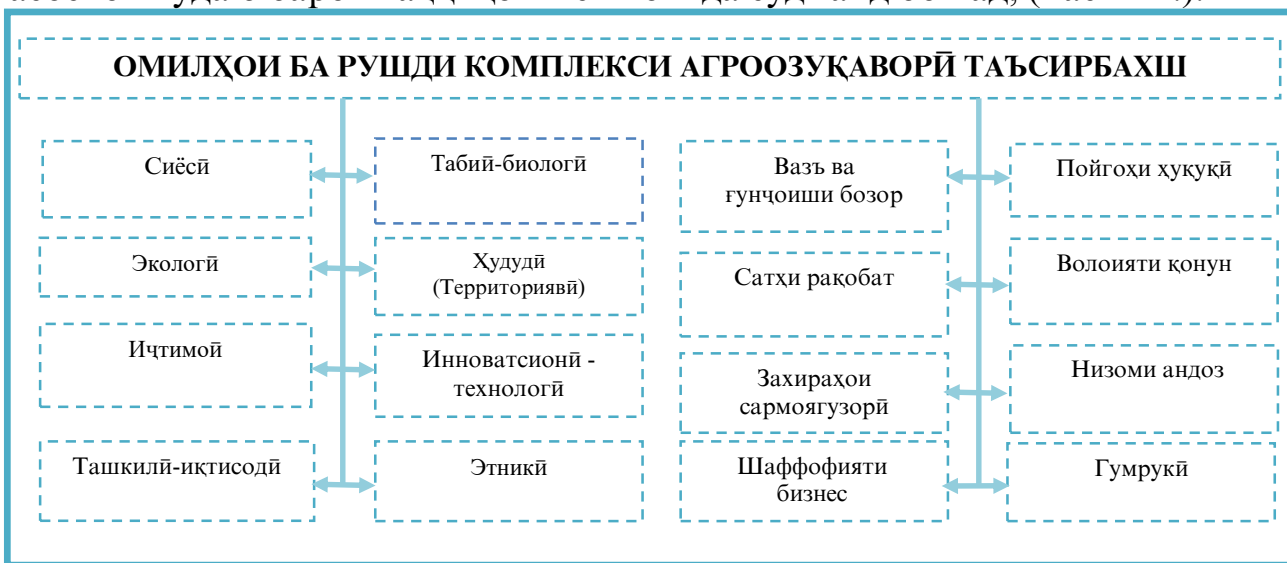 ОМИЛҲОИ БА РУШДИ КОМПЛЕКСИ АГРООЗУҚАВОРӢ ТАЪСИРБАХШ
Сиёсӣ
Табиӣ-биологӣ
Экологӣ
Ҳудудӣ
(Территориявӣ)
Иҷтимоӣ
Инноватсионӣ -
технологӣ
Ташкилӣ-иқтисодӣ
Этникӣ
Вазъ ва
ғунҷоиши бозор
Пойгоҳи ҳуқуқӣ
Сатҳи рақобат
Волоияти қонун
Захираҳои
сармоягузорӣ
Низоми андоз
Шаффофияти
бизнес
Гумрукӣ